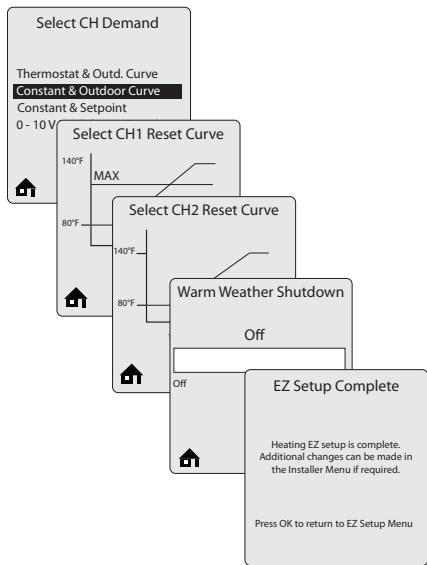 Select CH Demand
Thermostat & Outd. Curve
Constant & Outdoor Curve
Constant & Setpoint
0 - 10 V
Select CH1 Reset Curve
140°F
MAX
80°F
Select CH2 Reset Curve
140°F
80°F
Warm Weather Shutdown
Off
Off
EZ Setup Complete
Heating EZ setup is complete.
Additional changes can be made in
the Installer Menu if required.
Press OK to return to EZ Setup Menu